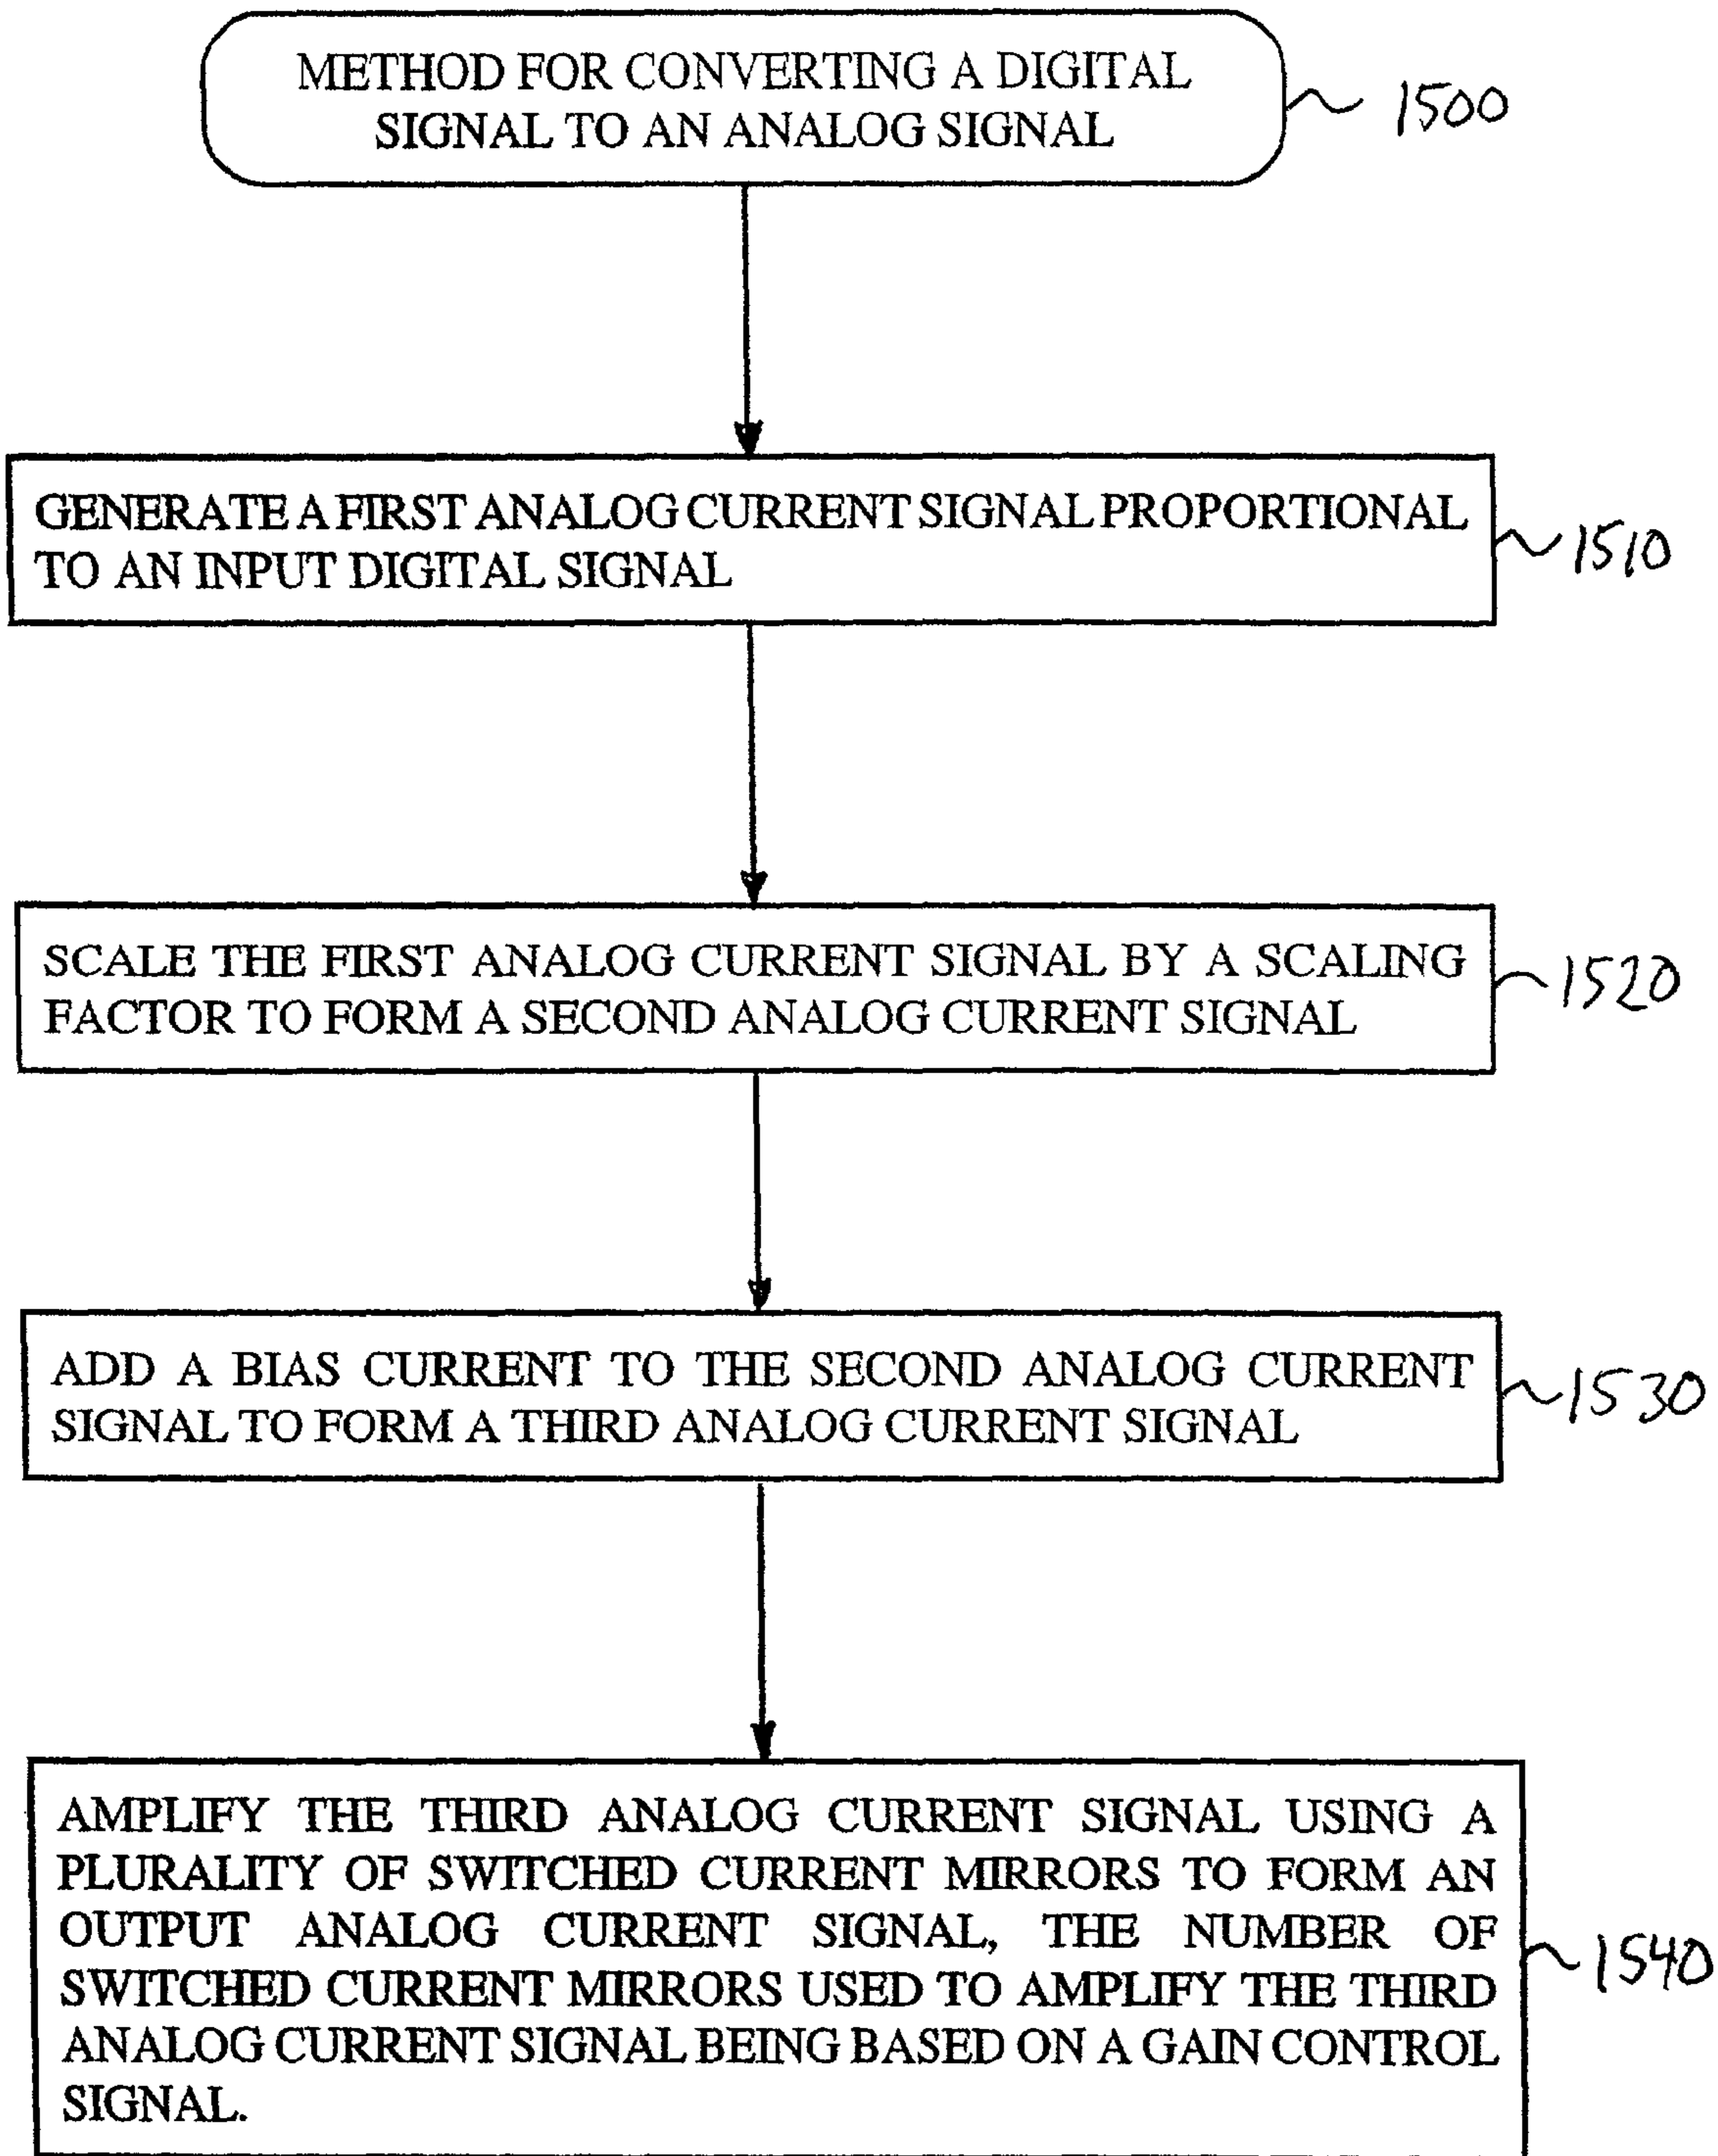 METHOD FOR CONVERTING A DIGITAL
SIGNAL TO AN ANALOG SIGNAL
1500
GENERATE A FIRST ANALOG CURRENT SIGNAL PROPORTIONAL
TO AN INPUT DIGITAL SIGNAL
1510
SCALE THE FIRST ANALOG CURRENT SIGNAL BY A SCALING
FACTOR TO FORM A SECOND ANALOG CURRENT SIGNAL
1520
ADD A BIAS CURRENT TO THE SECOND ANALOG CURRENT
SIGNAL TO FORM A THIRD ANALOG CURRENT SIGNAL
1530
AMPLIFY THE THIRD ANALOG CURRENT SIGNAL USING A
PLURALITY OF SWITCHED CURRENT MIRRORS TO FORM AN
OUTPUT ANALOG CURRENT SIGNAL, THE NUMBER OF
SWITCHED CURRENT MIRRORS USED TO AMPLIFY THE THIRD
ANALOG CURRENT SIGNAL BEING BASED ON A GAIN CONTROL
SIGNAL.
1540